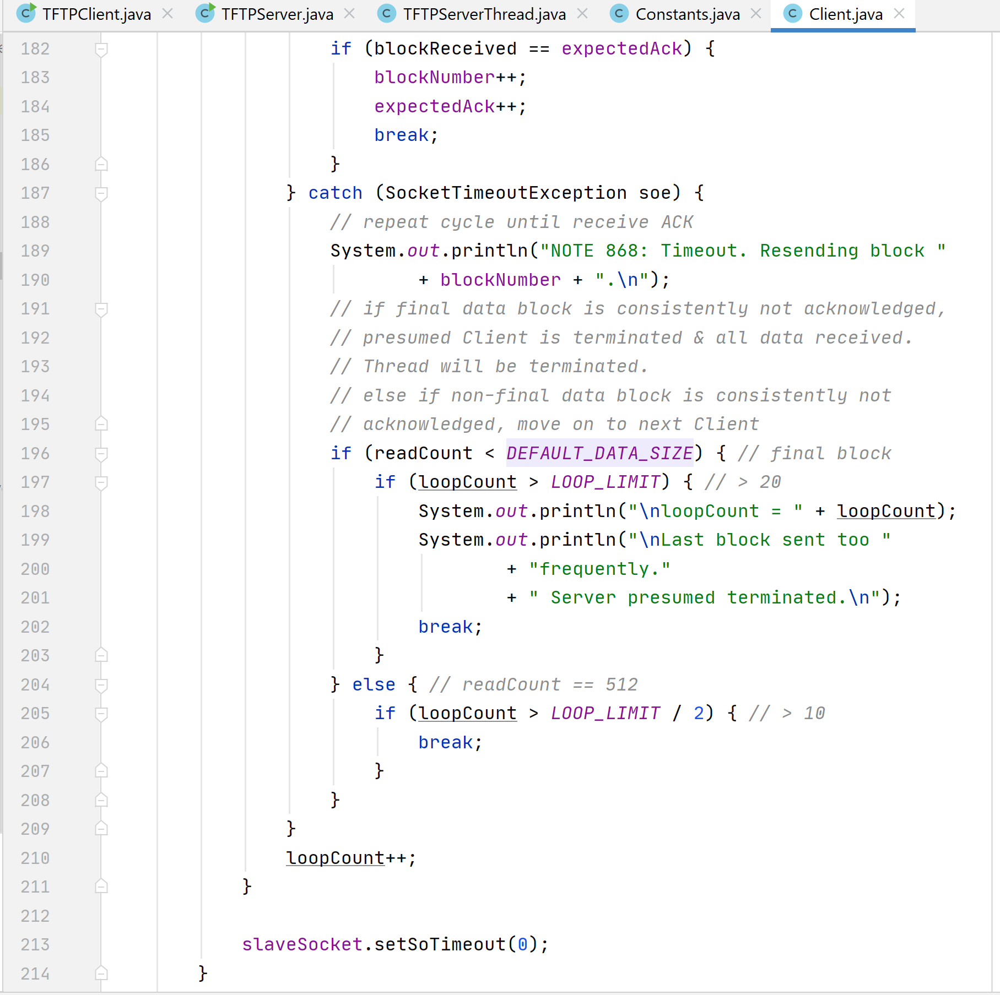 TFTPClient.java TFTPServer.java TFTPServerThread.java Constants.java Client.java
182 if (blockReceived == expectedAck) {
183 blockNumber++;
184 expectedAck++;
185 break;
186 }
187 } catch (SocketTimeoutException soe) {
188 // repeat cycle until receive ACK
189 System.out.println("NOTE 868: Timeout. Resending block "
190 + blockNumber + ".\n");
191 // if final data block is consistently not acknowledged,
192 // presumed Client is terminated & all data received.
193 // Thread will be terminated.
194 // else if non-final data block is consistently not
195 // acknowledged, move on to next Client
196 if (readCount < DEFAULT_DATA_SIZE) { // final block
197 if (loopCount > LOOP_LIMIT) { // > 20
198 System.out.println("\nloopCount = " + loopCount);
199 System.out.println("\nLast block sent too "
200 + "frequently."
201 + " Server presumed terminated.\n");
202 break;
203 }
204 } else { // readCount == 512
205 if (loopCount > LOOP_LIMIT / 2) { // > 10
206 break;
207 }
208 }
209 }
210 loopCount++;
211 }
212
213 slaveSocket.setSoTimeout(0);
214 }